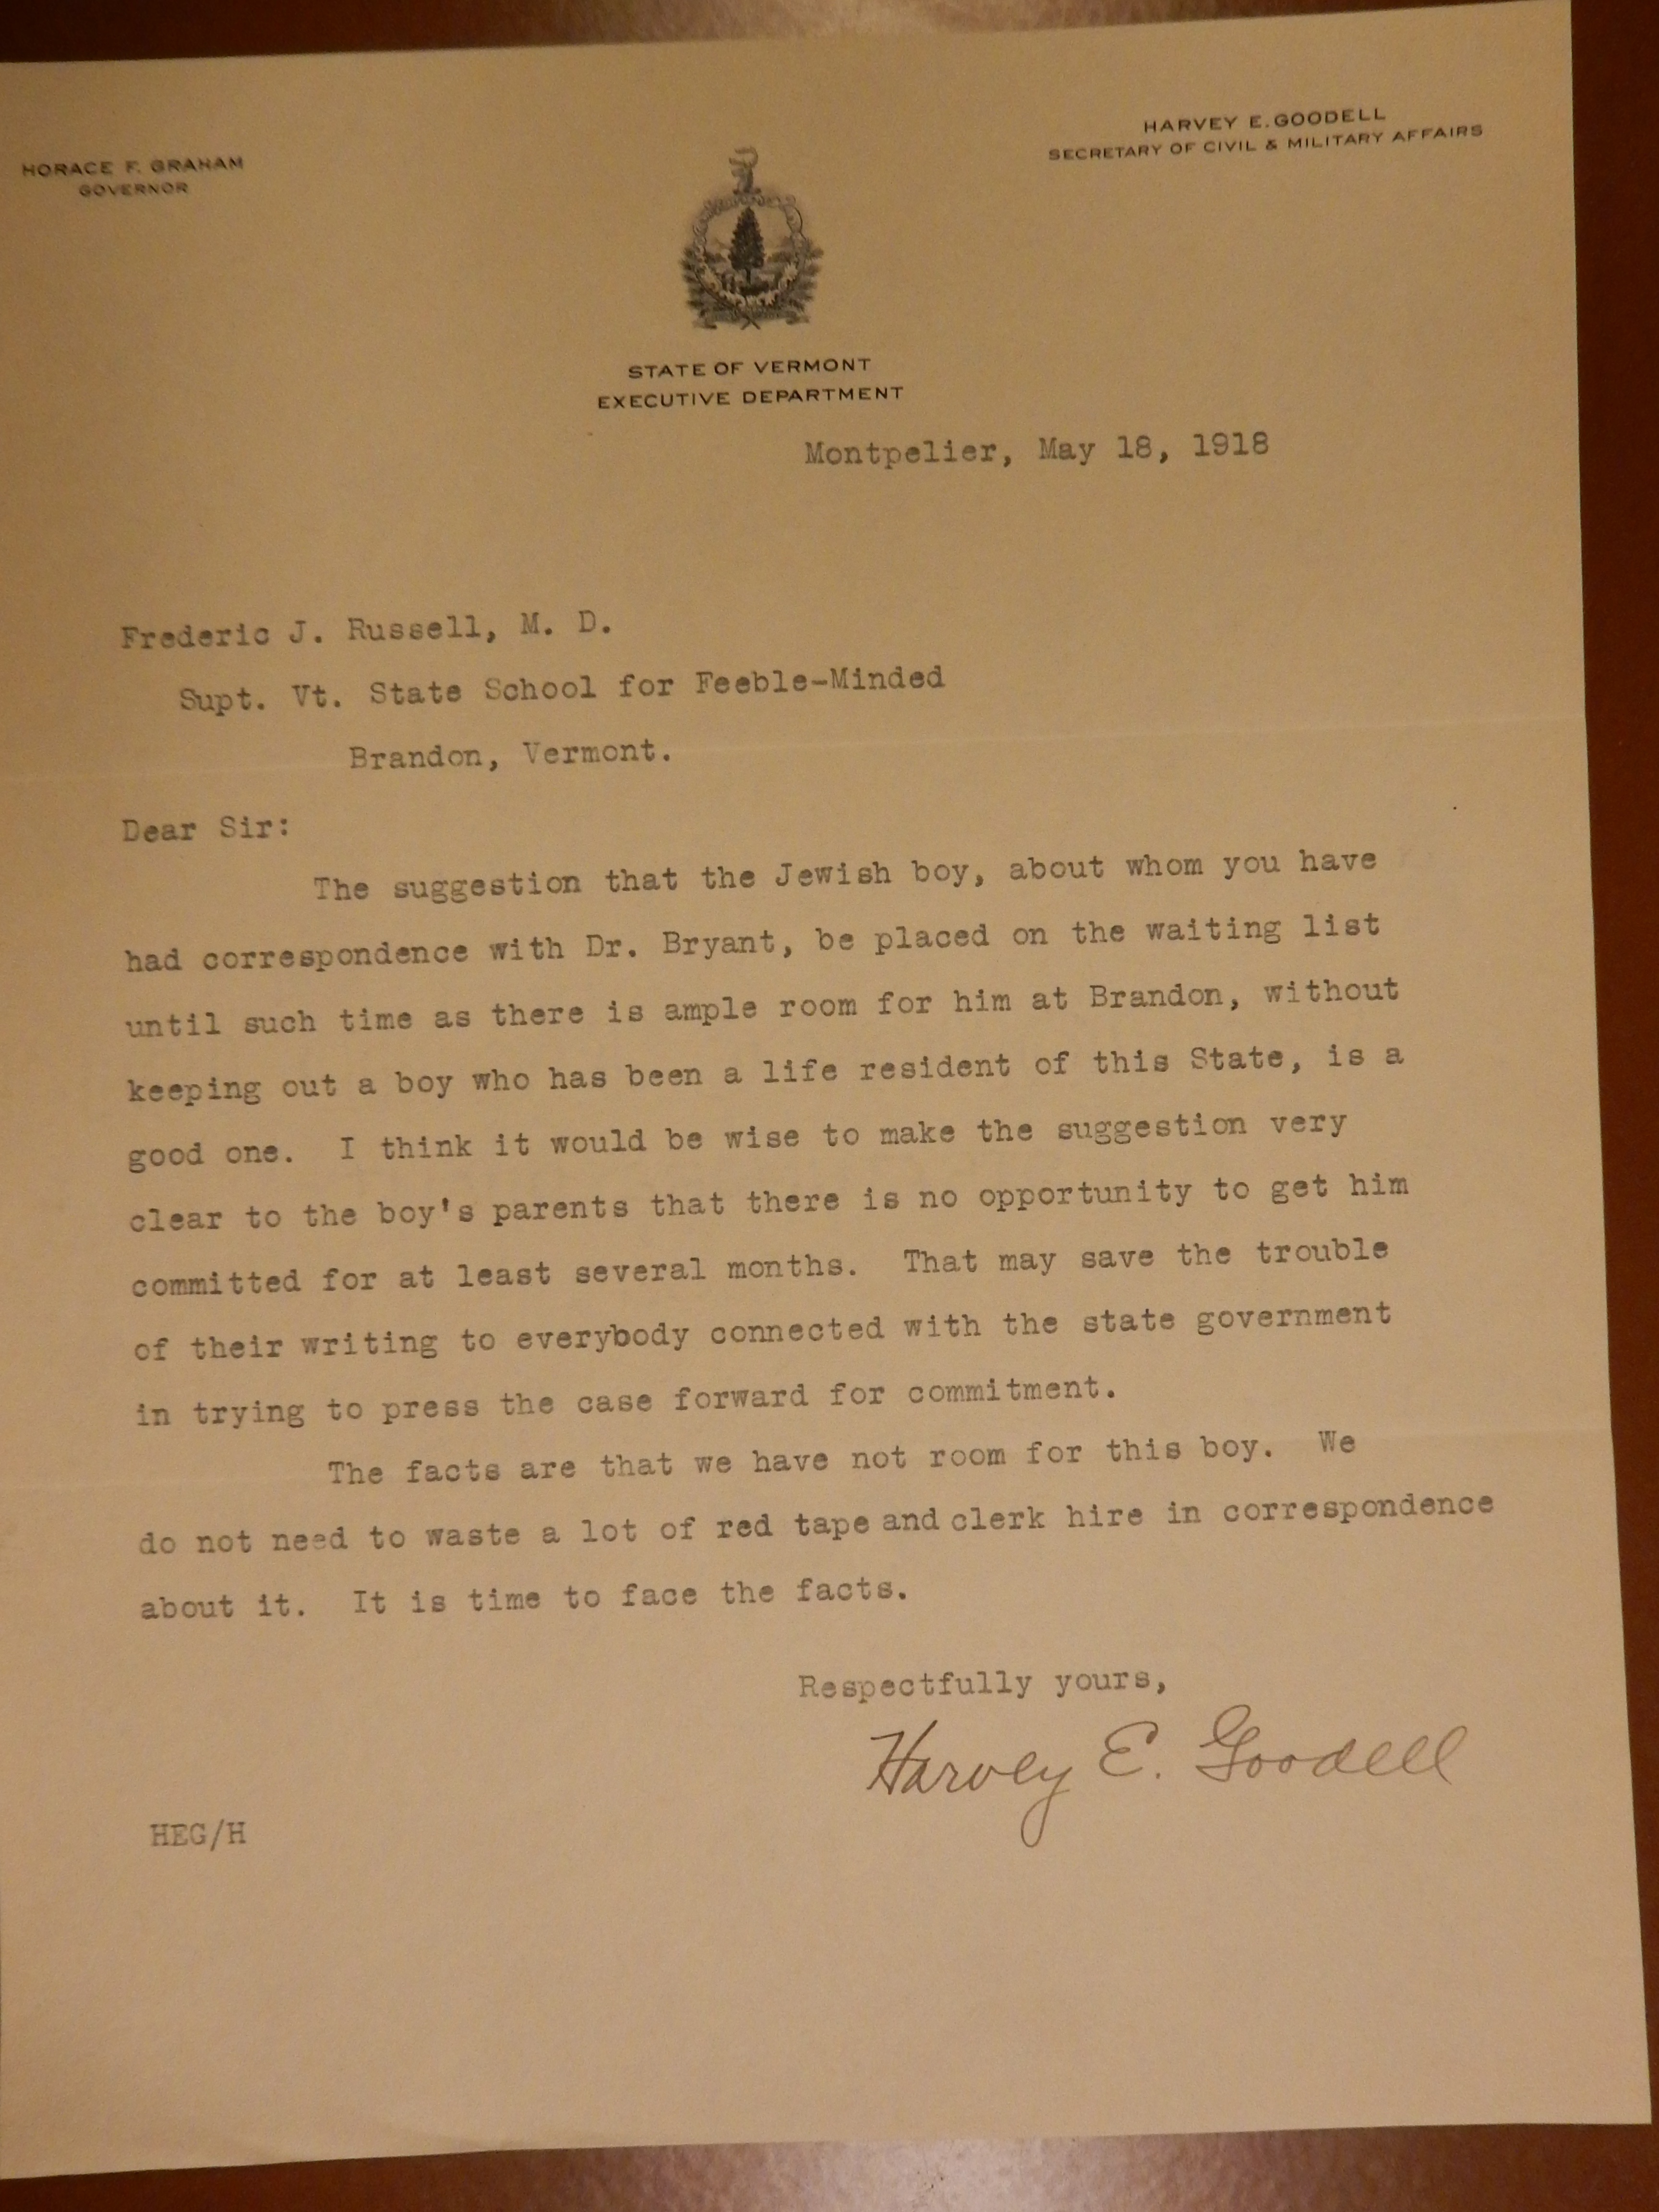 HORACE F. GRAHAM
GOVERNOR
HARVEY E. GOODELL
SECRETARY OF CIVIL & MILITARY AFFAIRS
STATE OF VERMONT
EXECUTIVE DEPARTMENT
Montpelier, May 18, 1918
Frederic J. Russell, M. D.
Supt. Vt. State School for Feeble-Minded
Brandon, Vermont.
Dear Sir:
The suggestion that the Jewish boy, about whom you have
had correspondence with Dr. Bryant, be placed on the waiting list
until such time as there is ample room for him at Brandon, without
keeping out a boy who has been a life resident of this State, is a
good one. I think it would be wise to make the suggestion very
clear to the boy's parents that there is no opportunity to get him
committed for at least several months. That may save the trouble
of their writing to everybody connected with the state government
in trying to press the case forward for commitment.
The facts are that we have not room for this boy. We
do not need to waste a lot of red tape and clerk hire in correspondence
about it. It is time to face the facts.
Respectfully yours,
Harvey E. Goodell
HEG/H